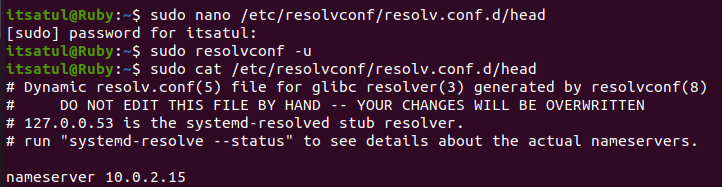 itsatul@Ruby:~$ sudo nano /etc/resolvconf/resolv.conf.d/head
[sudo] password for itsatul:
itsatul@Ruby:~$ sudo resolvconf -u
itsatul@Ruby:~$ sudo cat /etc/resolvconf/resolv.conf.d/head
# Dynamic resolv.conf(5) file for glibc resolver(3) generated by resolvconf(8)
#     DO NOT EDIT THIS FILE BY HAND -- YOUR CHANGES WILL BE OVERWRITTEN
# 127.0.0.53 is the systemd-resolved stub resolver.
# run "systemd-resolve --status" to see details about the actual nameservers.

nameserver 10.0.2.15